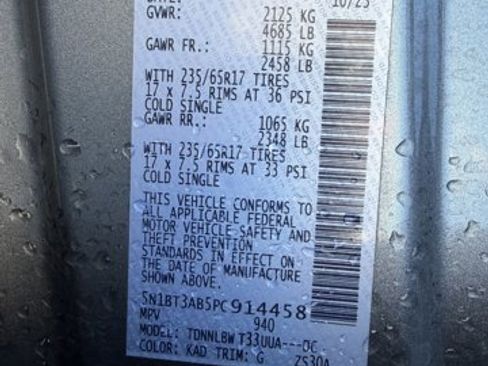 DATE: 10/23
GVWR: 2125 KG
4685 LB
GAWR FR.: 1115 KG
2458 LB
WITH 235/65R17 TIRES
17 x 7.5 RIMS AT 36 PSI
COLD SINGLE
GAWR RR.: 1065 KG
2348 LB
WITH 235/65R17 TIRES
17 x 7.5 RIMS AT 33 PSI
COLD SINGLE
THIS VEHICLE CONFORMS TO
ALL APPLICABLE FEDERAL
MOTOR VEHICLE SAFETY AND
THEFT PREVENTION
STANDARDS IN EFFECT ON
THE DATE OF MANUFACTURE
SHOWN ABOVE.
5N1BT3AB5PC914458
MPV 940
MODEL: TDNNLBW T33UUA---DC
COLOR: KAD TRIM: G ZS30A